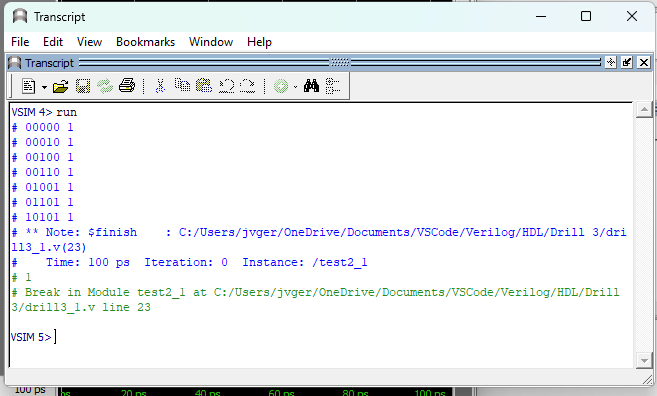 Transcript
File Edit View Bookmarks Window Help
Transcript
VSIM 4> run
# 00000 1
# 00010 1
# 00100 1
# 00110 1
# 01001 1
# 01101 1
# 10101 1
# ** Note: $finish    : C:/Users/jvger/OneDrive/Documents/VSCode/Verilog/HDL/Drill 3/dri
ll3_1.v(23)
#    Time: 100 ps  Iteration: 0  Instance: /test2_1
# 1
# Break in Module test2_1 at C:/Users/jvger/OneDrive/Documents/VSCode/Verilog/HDL/Drill
3/drill3_1.v line 23
VSIM 5>
100 ps ps 20 ps 40 ps 60 ps 80 ps 100 ps